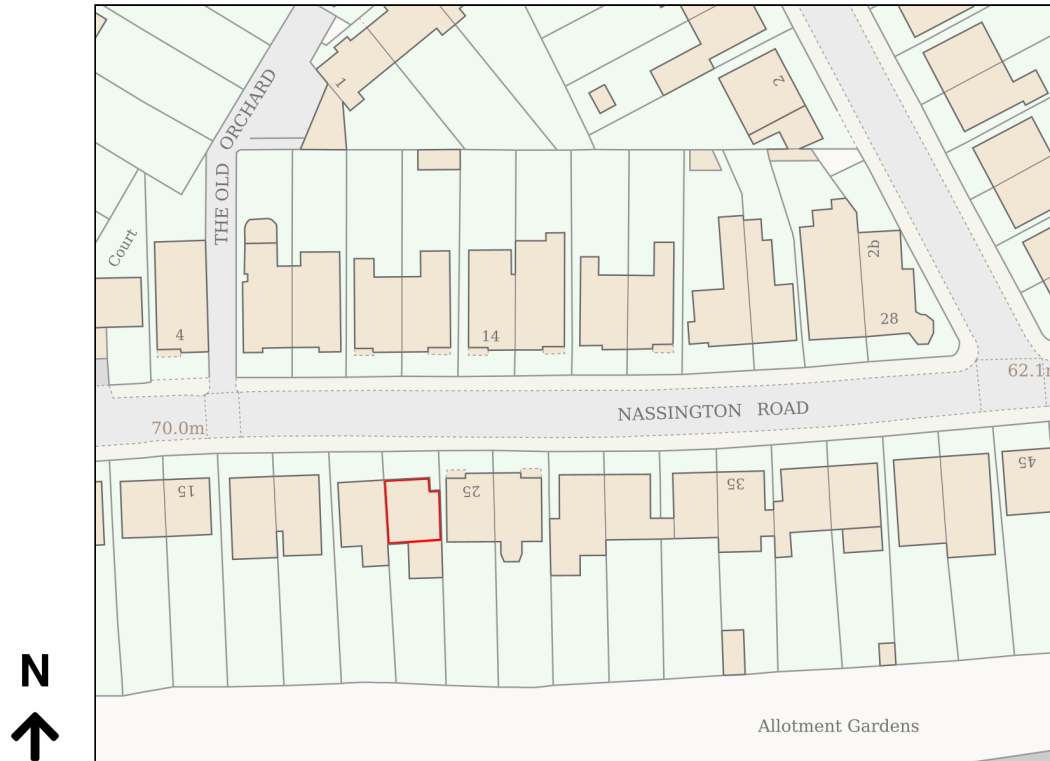 1
2
THE OLD ORCHARD
Court
2b
4
14
28
62.1m
NASSINGTON ROAD
70.0m
15
25
35
45
N
Allotment Gardens